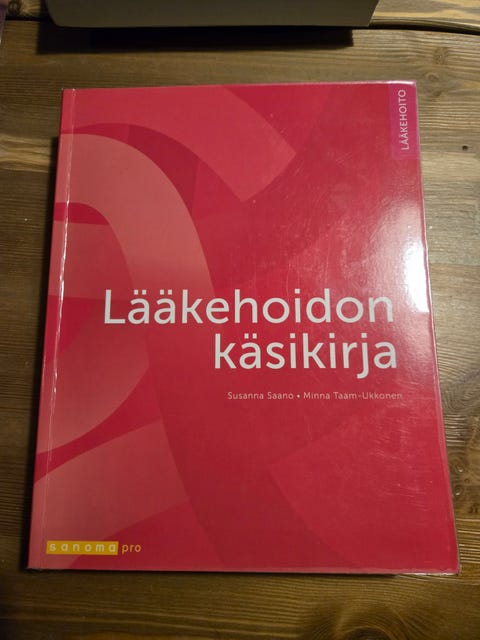 LÄÄKEHOITO
Lääkehoidon
käsikirja
Susanna Saano • Minna Taam-Ukkonen
sanoma pro